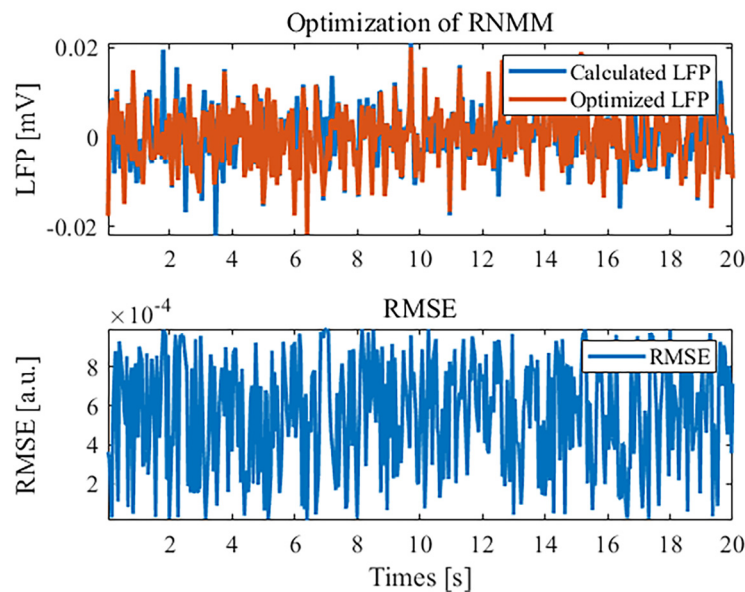 Optimization of RNMM
LFP [mV]
0.02
0
-0.02
Calculated LFP
Optimized LFP
2 4 6 8 10 12 14 16 18 20
RMSE
×10-4
RMSE [a.u.]
8
6
4
2
RMSE
2 4 6 8 10 12 14 16 18 20
Times [s]